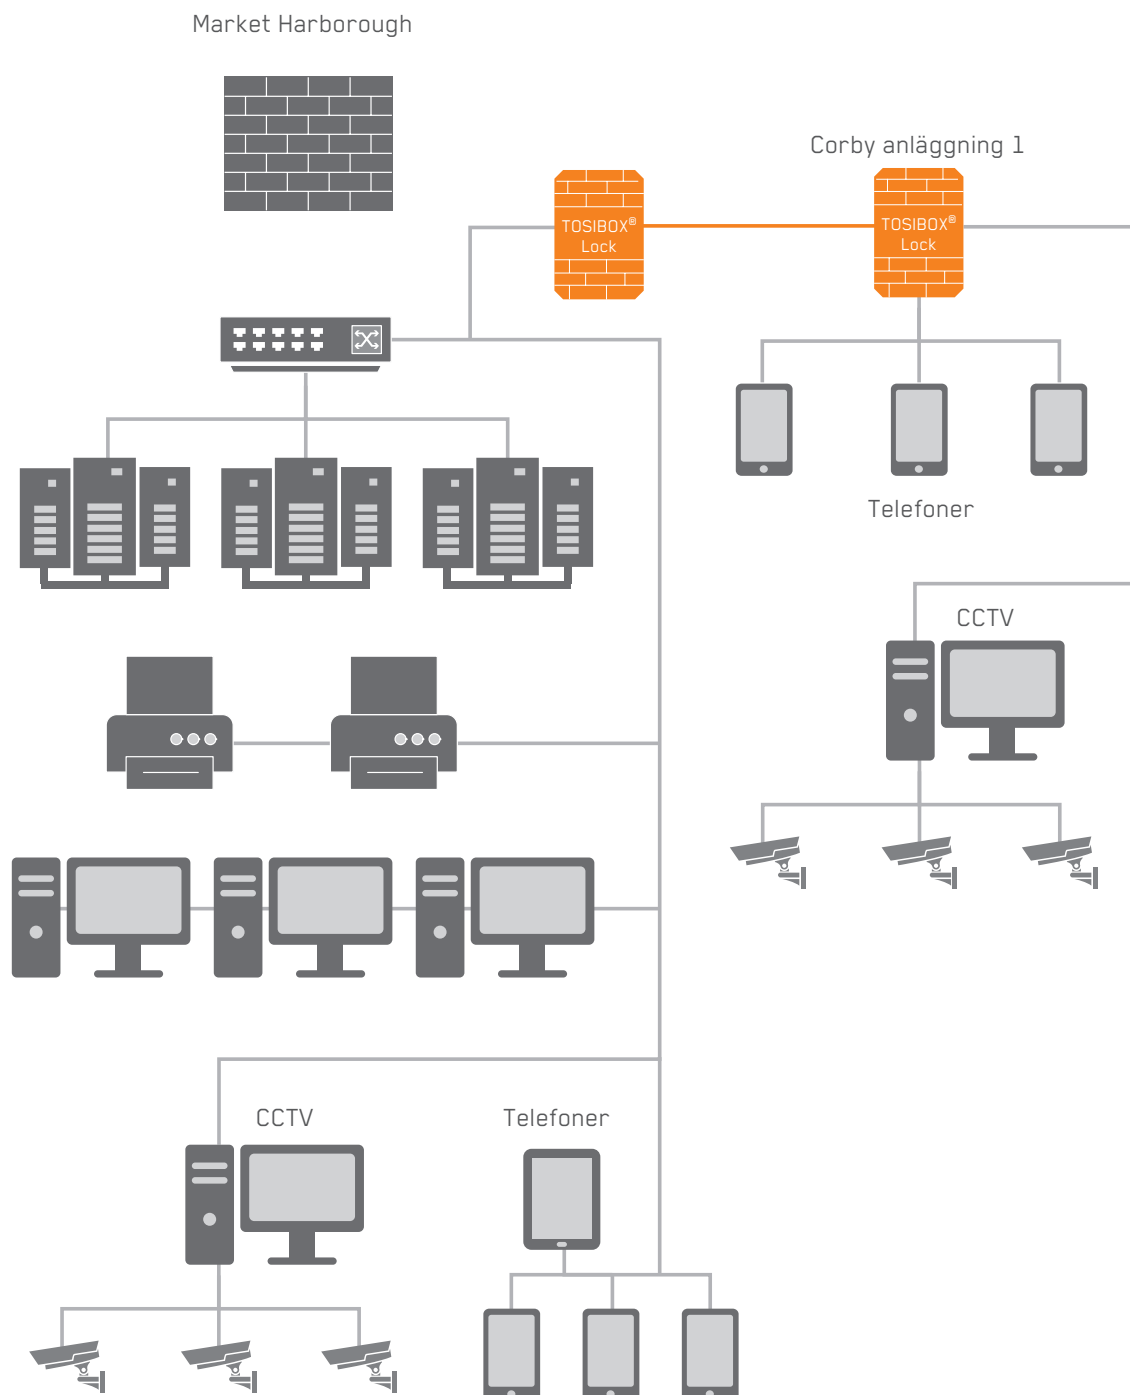 Market Harborough
Corby anläggning 1
TOSIBOX®
Lock
TOSIBOX®
Lock
Telefoner
CCTV
CCTV
Telefoner